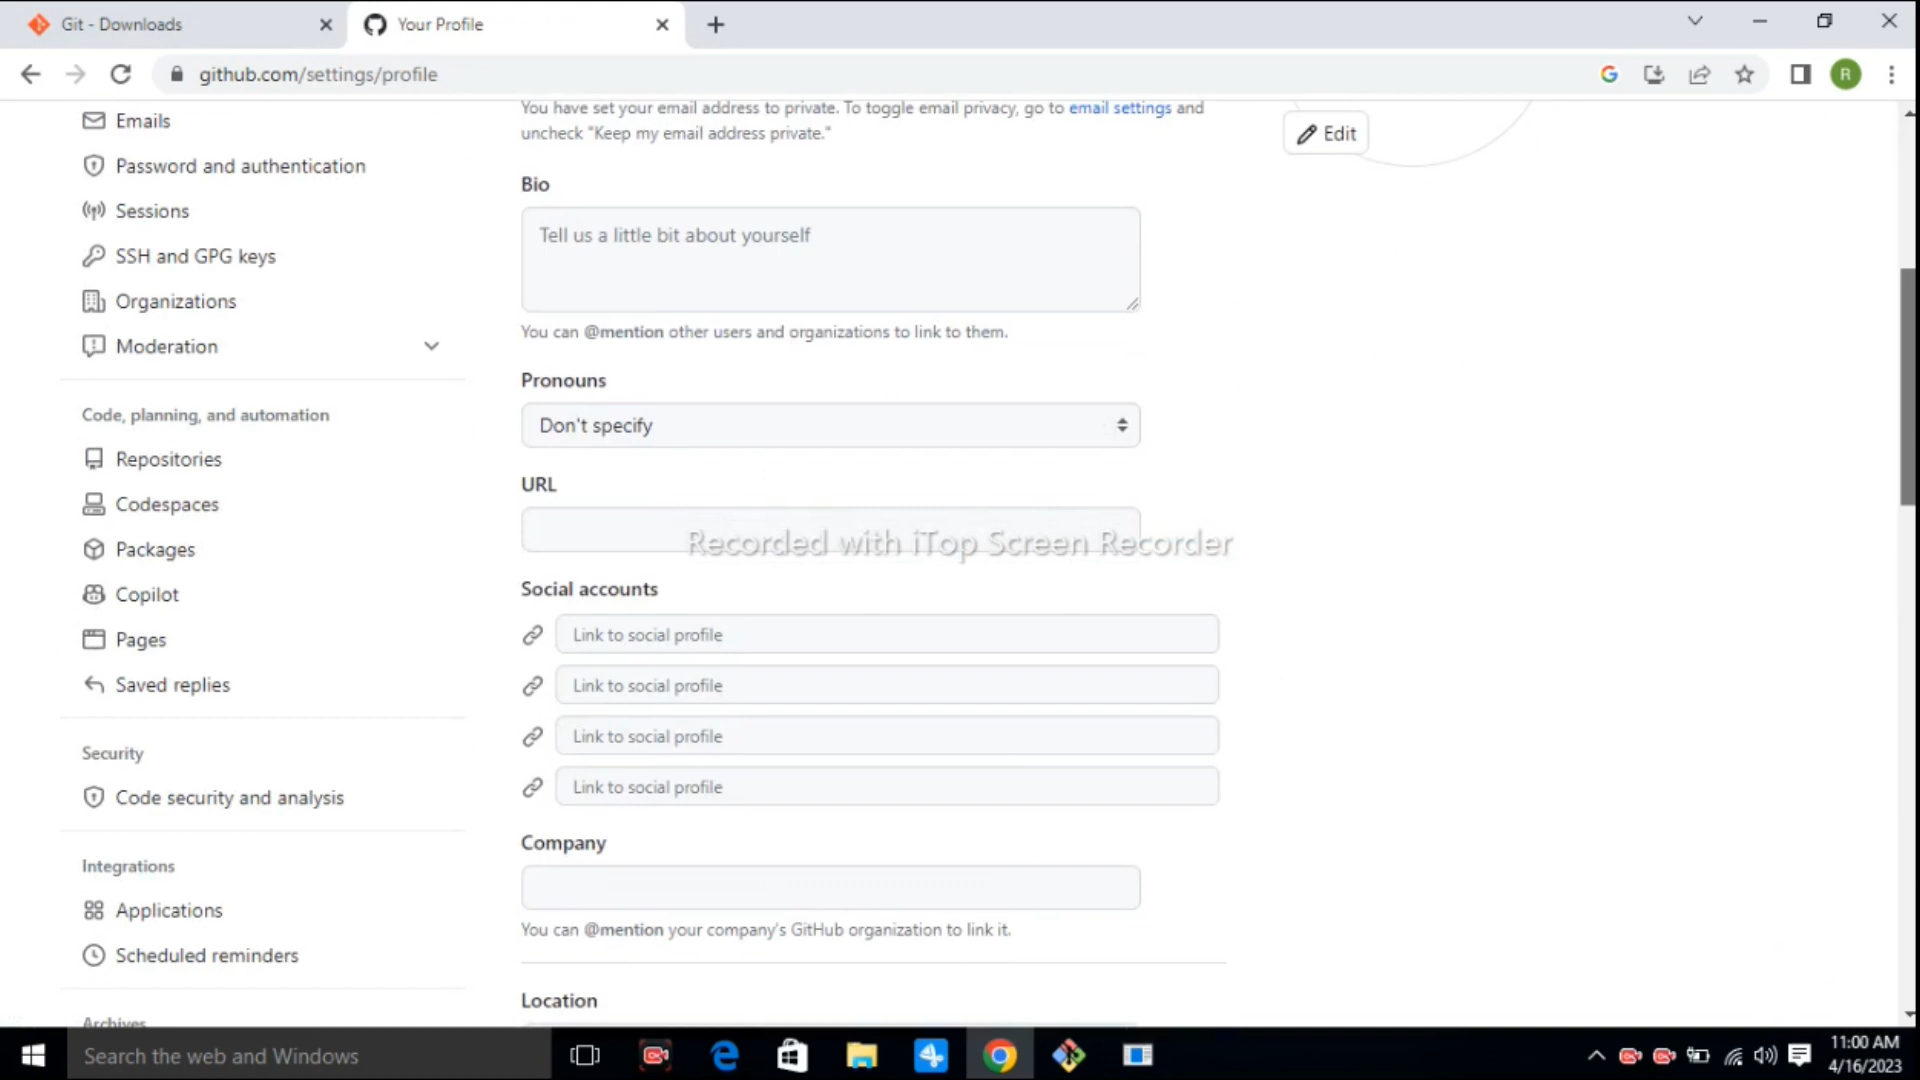 Git - Downloads
Your Profile
github.com/settings/profile
R
Emails
Password and authentication
Sessions
SSH and GPG keys
Organizations
Moderation
Code, planning, and automation
Repositories
Codespaces
Packages
Copilot
Pages
Saved replies
Security
Code security and analysis
Integrations
Applications
Scheduled reminders
Archives
You have set your email address to private. To toggle email privacy, go to email settings and
uncheck "Keep my email address private."
Edit
Bio
Tell us a little bit about yourself
You can @mention other users and organizations to link to them.
Pronouns
Don't specify
URL
Recorded with iTop Screen Recorder
Social accounts
Link to social profile
Link to social profile
Link to social profile
Link to social profile
Company
You can @mention your company's GitHub organization to link it.
Location
Search the web and Windows
11:00 AM
4/16/2023